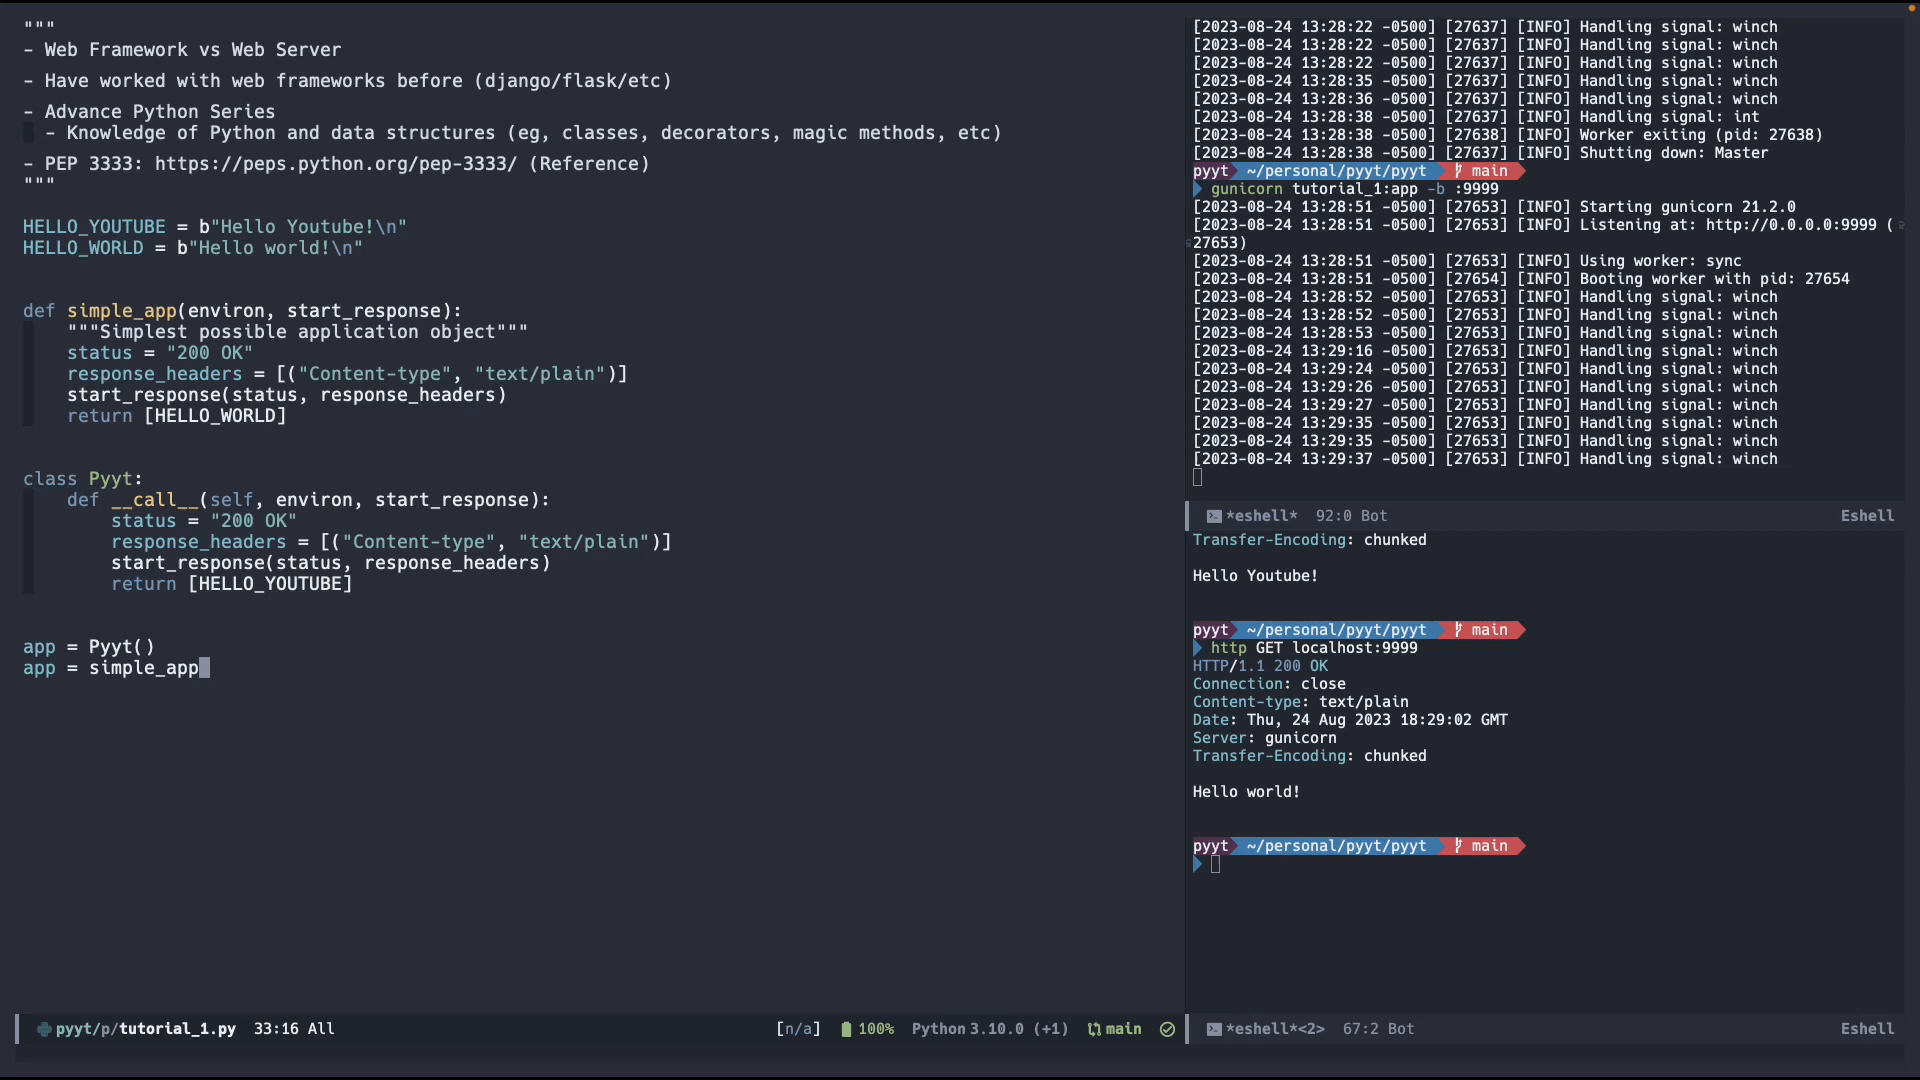 """
- Web Framework vs Web Server
- Have worked with web frameworks before (django/flask/etc)
- Advance Python Series
- Knowledge of Python and data structures (eg, classes, decorators, magic methods, etc)
- PEP 3333: https://peps.python.org/pep-3333/ (Reference)
"""
HELLO_YOUTUBE = b"Hello Youtube!\n"
HELLO_WORLD = b"Hello world!\n"
def simple_app(environ, start_response):
"""Simplest possible application object"""
status = "200 OK"
response_headers = [("Content-type", "text/plain")]
start_response(status, response_headers)
return [HELLO_WORLD]
class Pyyt:
def __call__(self, environ, start_response):
status = "200 OK"
response_headers = [("Content-type", "text/plain")]
start_response(status, response_headers)
return [HELLO_YOUTUBE]
app = Pyyt()
app = simple_app
pyyt/p/tutorial_1.py 33:16 All [n/a] 100% Python 3.10.0 (+1) main
[2023-08-24 13:28:22 -0500] [27637] [INFO] Handling signal: winch
[2023-08-24 13:28:22 -0500] [27637] [INFO] Handling signal: winch
[2023-08-24 13:28:22 -0500] [27637] [INFO] Handling signal: winch
[2023-08-24 13:28:35 -0500] [27637] [INFO] Handling signal: winch
[2023-08-24 13:28:36 -0500] [27637] [INFO] Handling signal: winch
[2023-08-24 13:28:38 -0500] [27637] [INFO] Handling signal: int
[2023-08-24 13:28:38 -0500] [27638] [INFO] Worker exiting (pid: 27638)
[2023-08-24 13:28:38 -0500] [27637] [INFO] Shutting down: Master
pyyt ~/personal/pyyt/pyyt main
gunicorn tutorial_1:app -b :9999
[2023-08-24 13:28:51 -0500] [27653] [INFO] Starting gunicorn 21.2.0
[2023-08-24 13:28:51 -0500] [27653] [INFO] Listening at: http://0.0.0.0:9999 (
27653)
[2023-08-24 13:28:51 -0500] [27653] [INFO] Using worker: sync
[2023-08-24 13:28:51 -0500] [27654] [INFO] Booting worker with pid: 27654
[2023-08-24 13:28:52 -0500] [27653] [INFO] Handling signal: winch
[2023-08-24 13:28:52 -0500] [27653] [INFO] Handling signal: winch
[2023-08-24 13:28:53 -0500] [27653] [INFO] Handling signal: winch
[2023-08-24 13:29:16 -0500] [27653] [INFO] Handling signal: winch
[2023-08-24 13:29:24 -0500] [27653] [INFO] Handling signal: winch
[2023-08-24 13:29:26 -0500] [27653] [INFO] Handling signal: winch
[2023-08-24 13:29:27 -0500] [27653] [INFO] Handling signal: winch
[2023-08-24 13:29:35 -0500] [27653] [INFO] Handling signal: winch
[2023-08-24 13:29:35 -0500] [27653] [INFO] Handling signal: winch
[2023-08-24 13:29:37 -0500] [27653] [INFO] Handling signal: winch
*eshell* 92:0 Bot Eshell
Transfer-Encoding: chunked
Hello Youtube!
pyyt ~/personal/pyyt/pyyt main
http GET localhost:9999
HTTP/1.1 200 OK
Connection: close
Content-type: text/plain
Date: Thu, 24 Aug 2023 18:29:02 GMT
Server: gunicorn
Transfer-Encoding: chunked
Hello world!
pyyt ~/personal/pyyt/pyyt main
*eshell*<2> 67:2 Bot Eshell